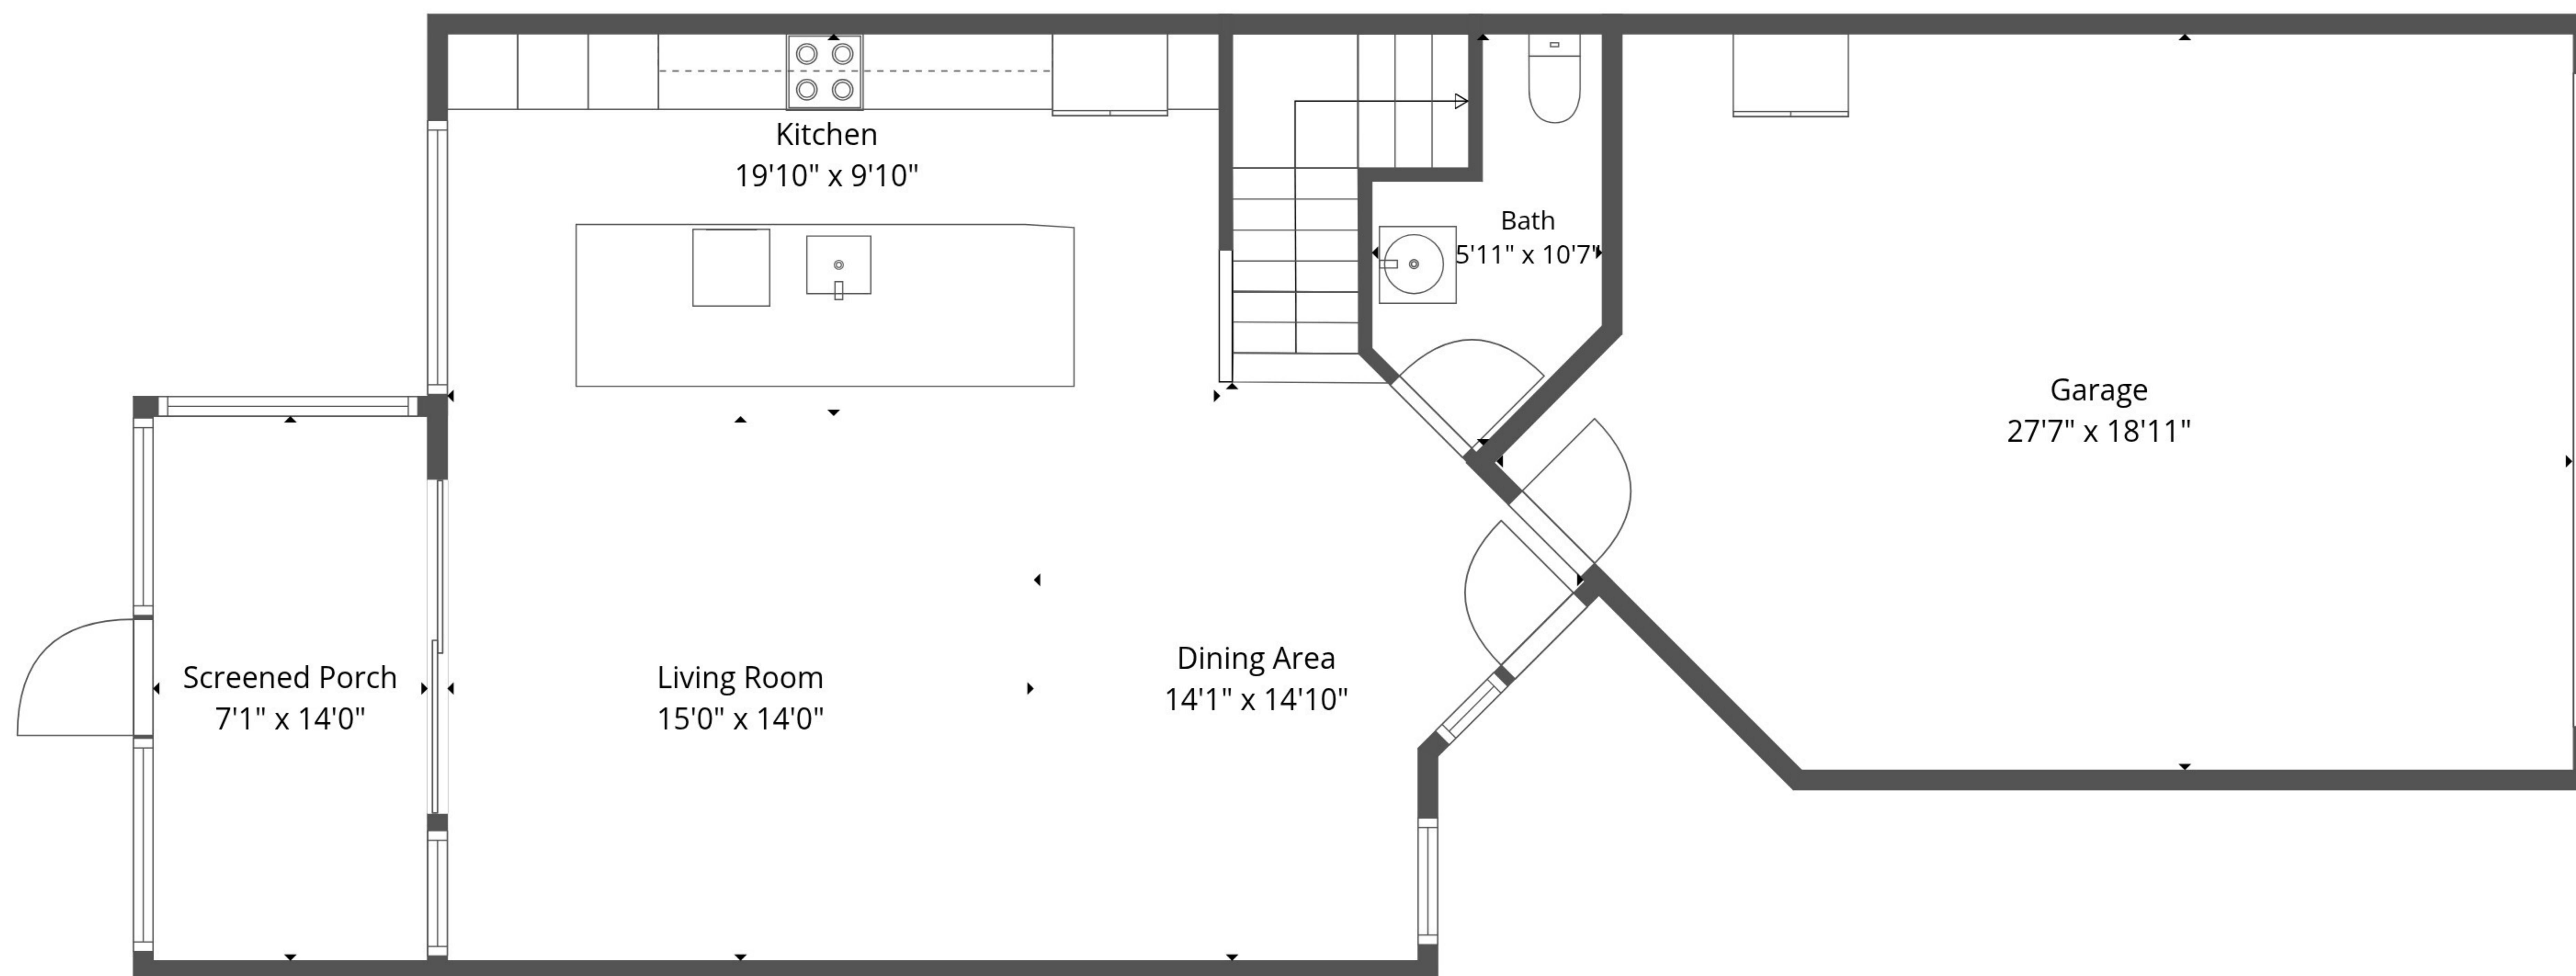 Kitchen
19'10" x 9'10"
Bath
5'11" x 10'7"
Garage
27'7" x 18'11"
Screened Porch
7'1" x 14'0"
Living Room
15'0" x 14'0"
Dining Area
14'1" x 14'10"